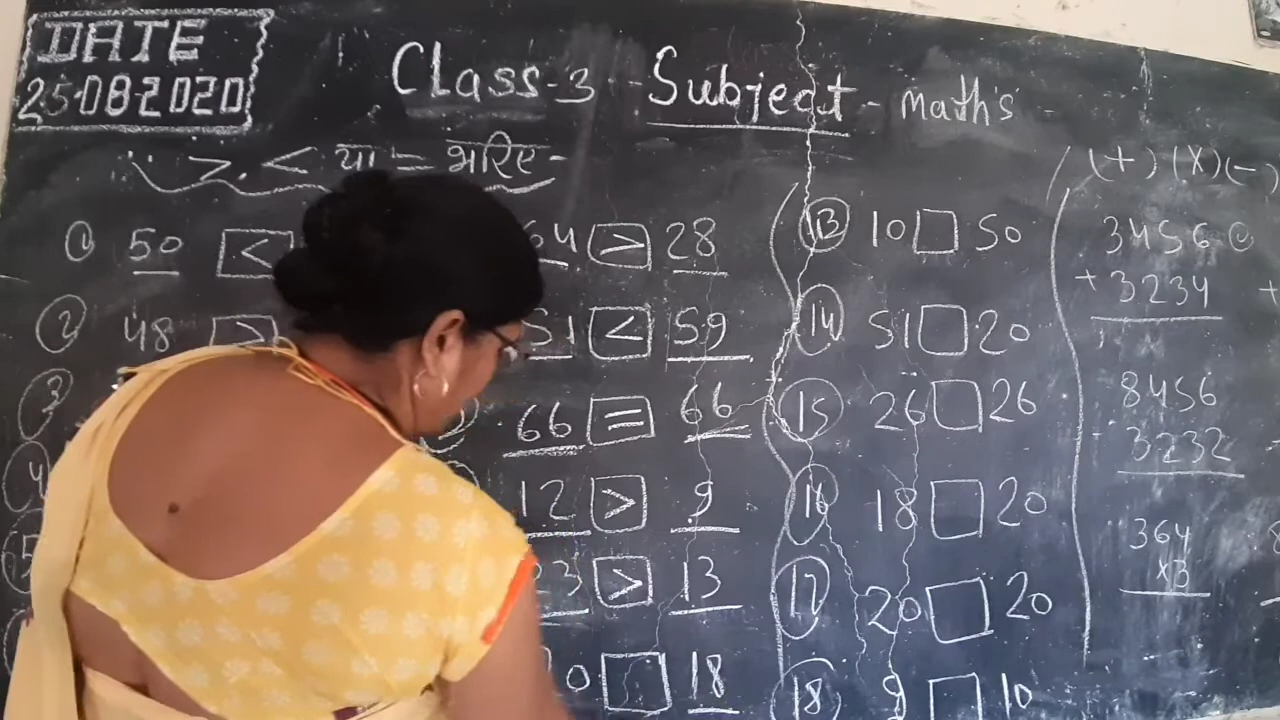 DATE
25-08-2020
Class-3 - Subject - Math's
>, < या = भरिए -
① 50 <
② 48 >
③
64 > 28
51 < 59
66 = 66
12 > 9
3 > 13
0 □ 18
⑬ 10 □ 50
⑭ 51 □ 20
⑮ 26 □ 26
⑯ 18 □ 20
⑰ 20 □ 20
⑱ 9 □ 10
(+) (X) (-)
3456
+ 3234
8456
- 3232
364
x3